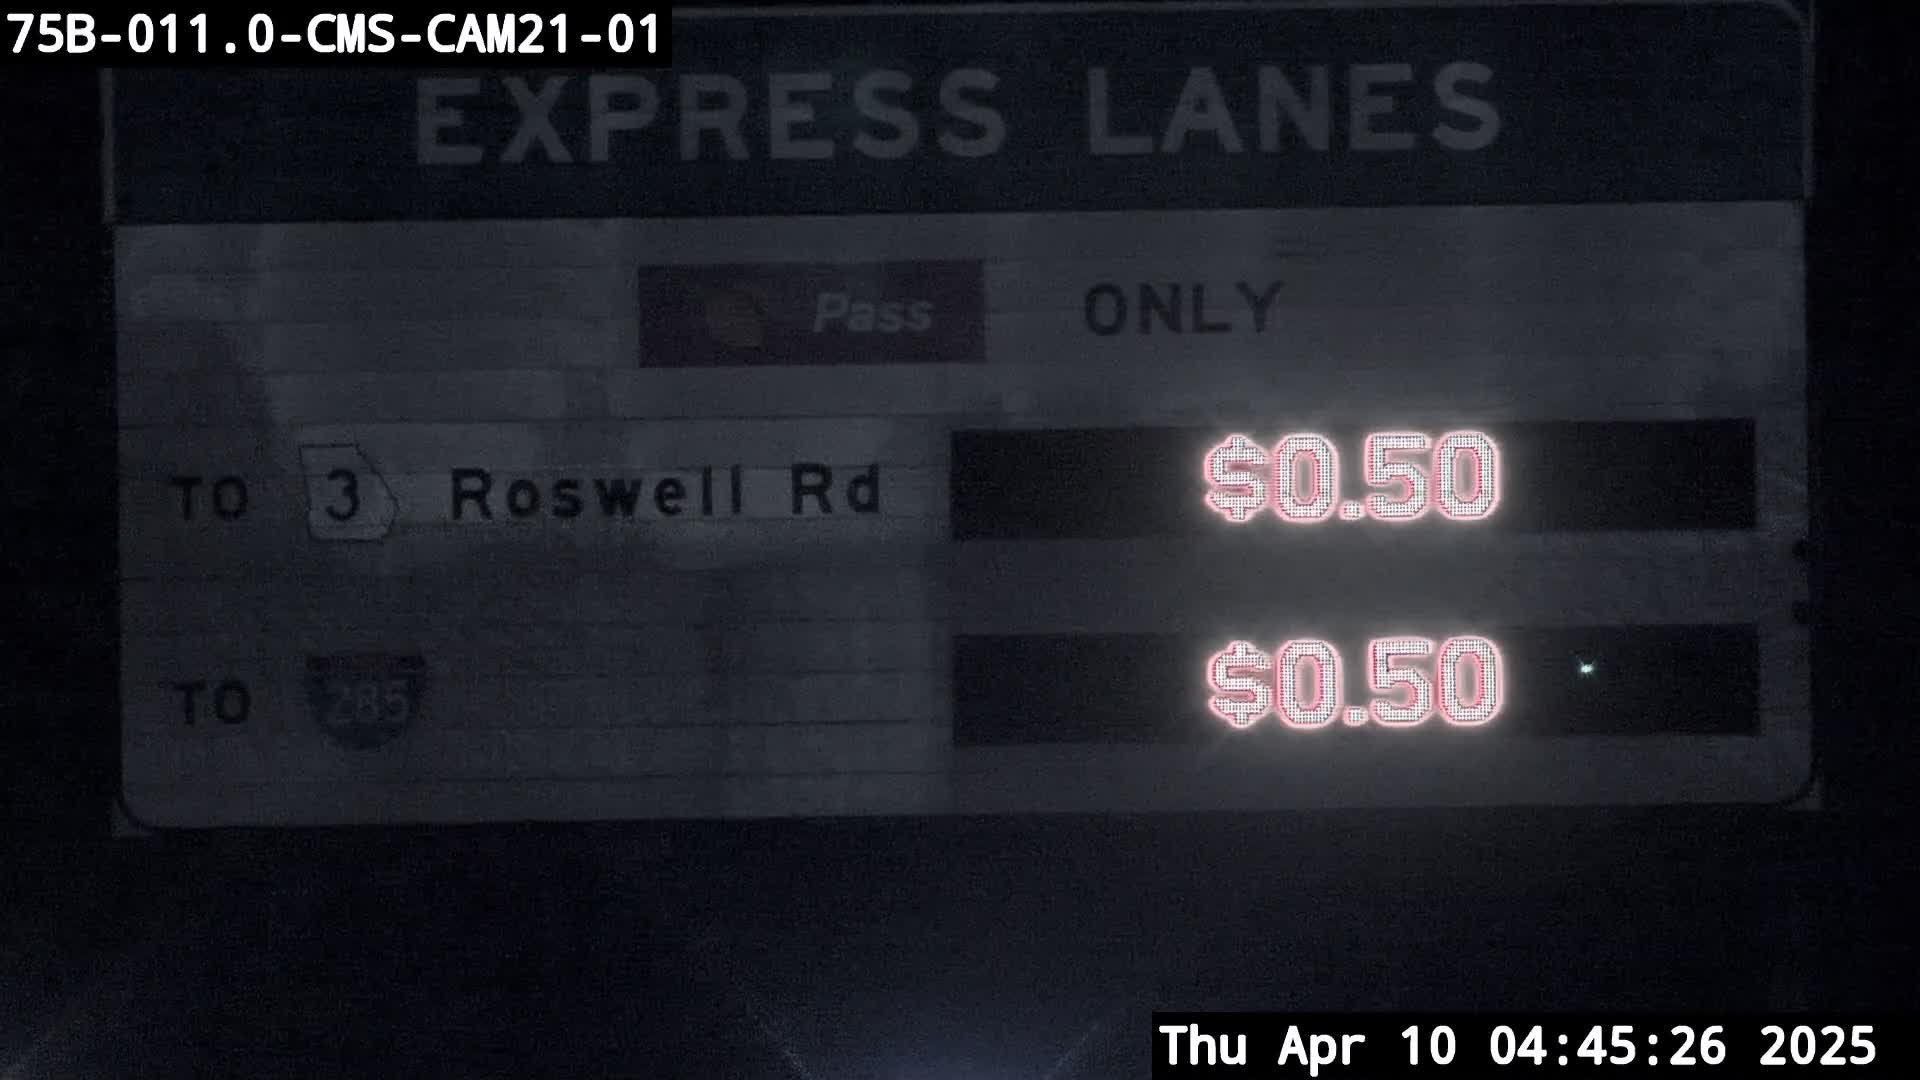 75B-011.0-CMS-CAM21-01
EXPRESS LANES
Pass ONLY
TO 3 Roswell Rd $0.50
TO 285 $0.50
Thu Apr 10 04:45:26 2025